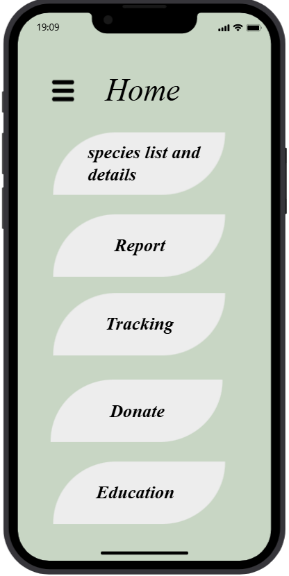 19:09
Home
species list and
details
Report
Tracking
Donate
Education